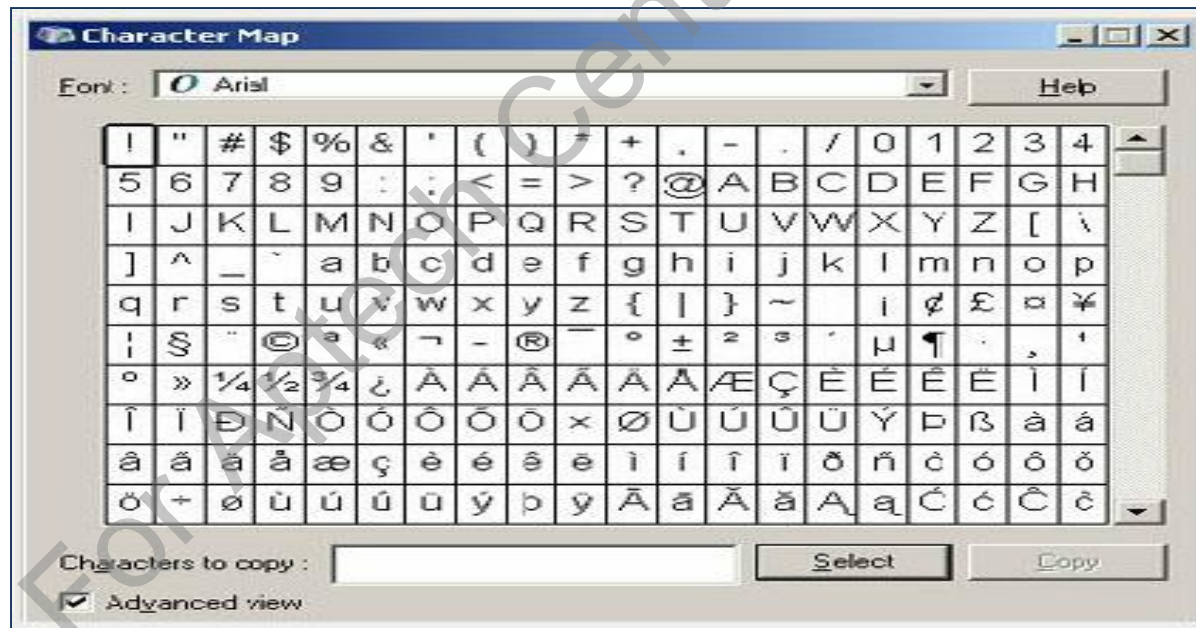 Character Map
Font : O Arial Help
! " # $ % & ' ( ) * + , - . / 0 1 2 3 4
5 6 7 8 9 : ; < = > ? @ A B C D E F G H
I J K L M N O P Q R S T U V W X Y Z [ \
] ^ _ ` a b c d e f g h i j k l m n o p
q r s t u v w x y z { | } ~ ¡ ¢ £ ¤ ¥
¦ § ¨ © ª « ¬ - ® ¯ ° ± ² ³ ´ µ ¶ · ¸ ¹
º » ¼ ½ ¾ ¿ À Á Â Ã Ä Å Æ Ç È É Ê Ë Ì Í
Î Ï Ð Ñ Ò Ó Ô Õ Ö × Ø Ù Ú Û Ü Ý Þ ß à á
â ã ä å æ ç è é ê ë ì í î ï ð ñ ò ó ô õ
ö ÷ ø ù ú û ü ý þ ÿ Ā ā Ă ă Ą ą Ć ć Ĉ ĉ
Characters to copy : Select Copy
Advanced view
For Aptech Cent